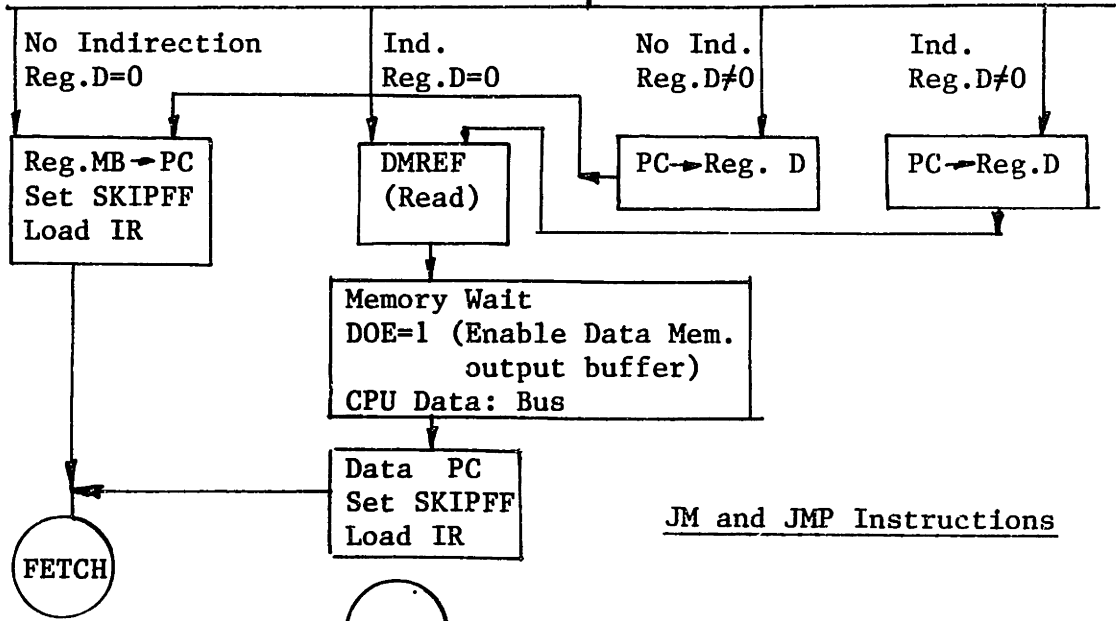 No Indirection
Reg.D=0
Ind.
Reg.D=0
No Ind.
Reg.D≠0
Ind.
Reg.D≠0
Reg.MB→PC
Set SKIPFF
Load IR
DMREF
(Read)
PC→Reg. D
PC→Reg.D
Memory Wait
DOE=1 (Enable Data Mem.
output buffer)
CPU Data: Bus
Data PC
Set SKIPFF
Load IR
JM and JMP Instructions
FETCH